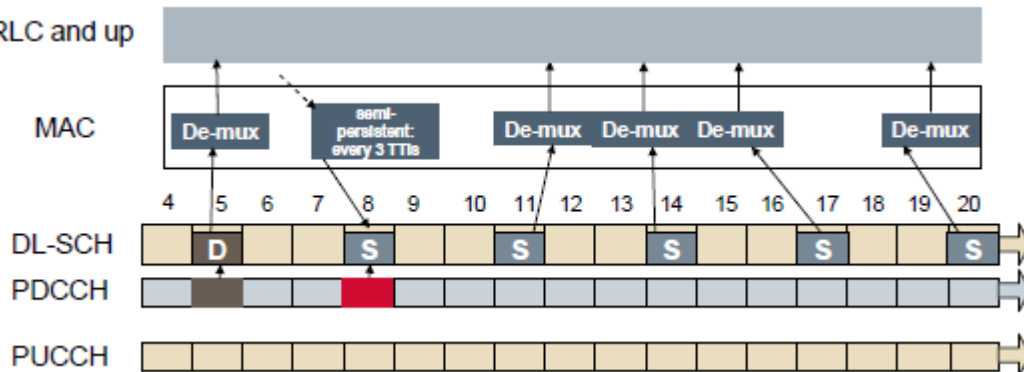 RLC and up
MAC
De-mux
semi-
persistent:
every 3 TTIs
De-mux De-mux De-mux De-mux
4 5 6 7 8 9 10 11 12 13 14 15 16 17 18 19 20
DL-SCH D S S S S S
PDCCH
PUCCH